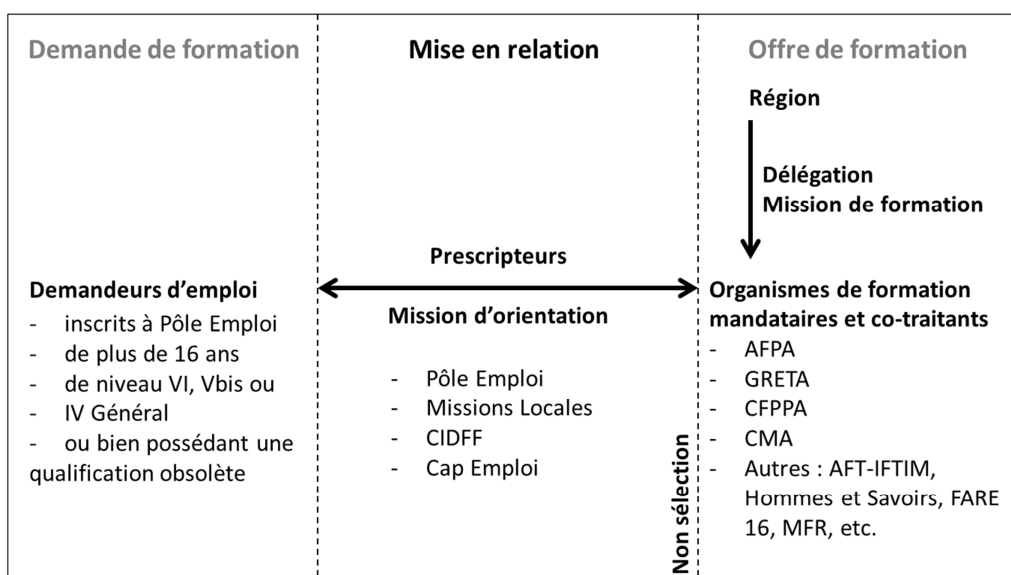 Demande de formation
Mise en relation
Offre de formation
Région
Délégation
Mission de formation
Prescripteurs
Mission d'orientation
Demandeurs d’emploi
- inscrits à Pôle Emploi
- de plus de 16 ans
- de niveau VI, Vbis ou
- IV Général
- ou bien possédant une
qualification obsolète
- Pôle Emploi
- Missions Locales
- CIDFF
- Cap Emploi
Non sélection
Organismes de formation
mandataires et co-traitants
- AFPA
- GRETA
- CFPPA
- CMA
- Autres : AFT-IFTIM,
Hommes et Savoirs, FARE
16, MFR, etc.